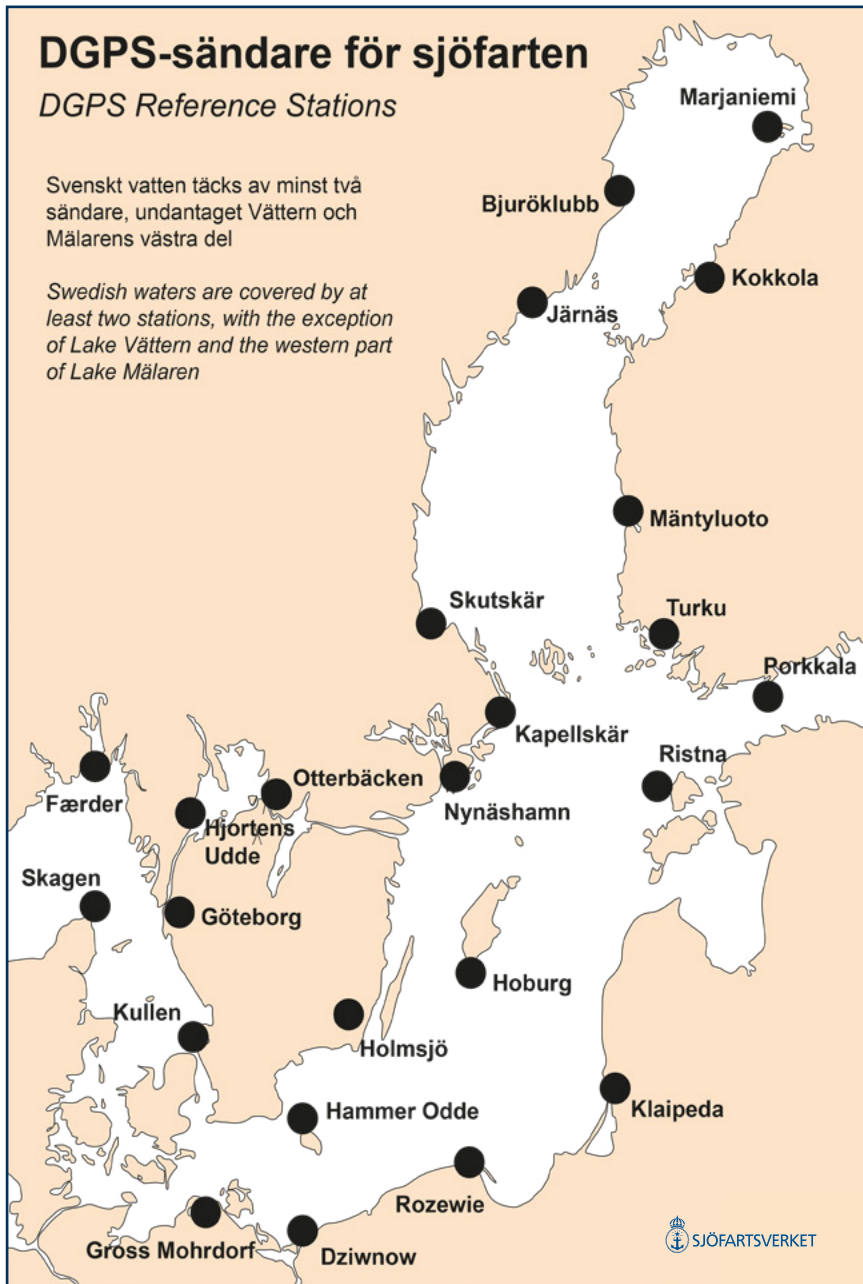 DGPS-sändare för sjöfarten
DGPS Reference Stations
Svenskt vatten täcks av minst två
sändare, undantaget Vättern och
Mälarens västra del
Swedish waters are covered by at
least two stations, with the exception
of Lake Vättern and the western part
of Lake Mälaren
Marjaniemi
Bjuröklubb
Kokkola
Järnäs
Mäntyluoto
Skutskär
Turku
Porkkala
Kapellskär
Ristna
Otterbäcken
Færder
Nynäshamn
Hjortens
Udde
Skagen
Göteborg
Hoburg
Kullen
Holmsjö
Hammer Odde
Klaipeda
Rozewie
Gross Mohrdorf
Dziwnow
SJÖFARTSVERKET